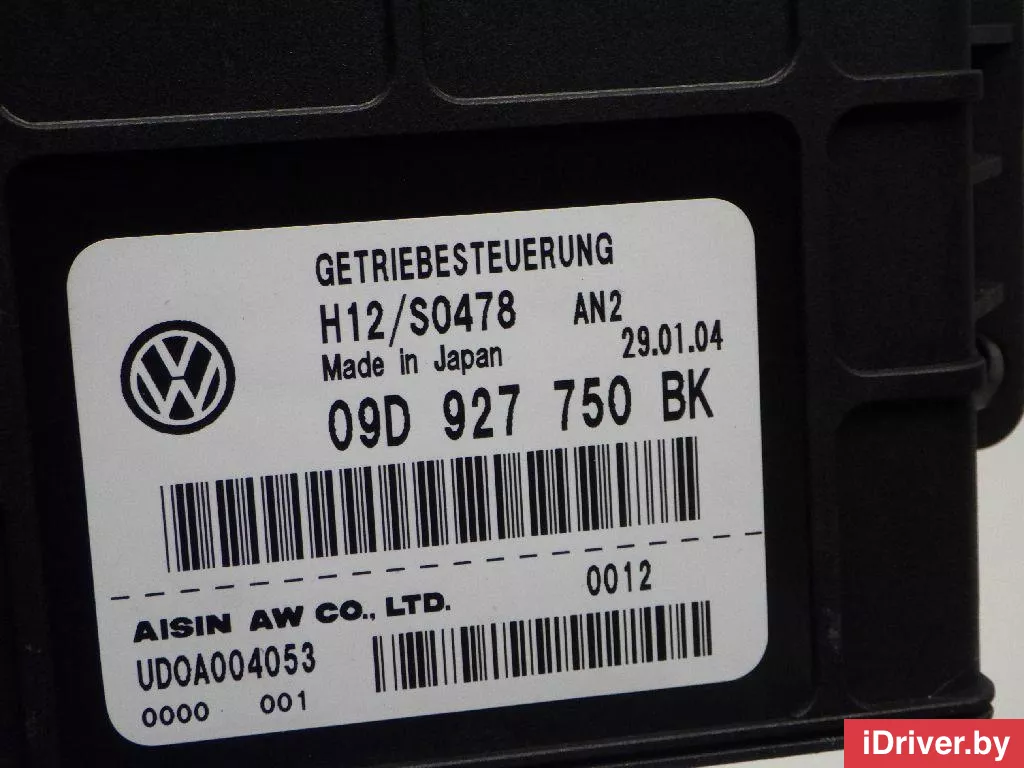 GETRIEBESTEUERUNG
H12/S0478 AN2
Made in Japan 29.01.04
09D 927 750 BK
0012
AISIN AW CO., LTD.
UD0A004053
0000 001
iDriver.by